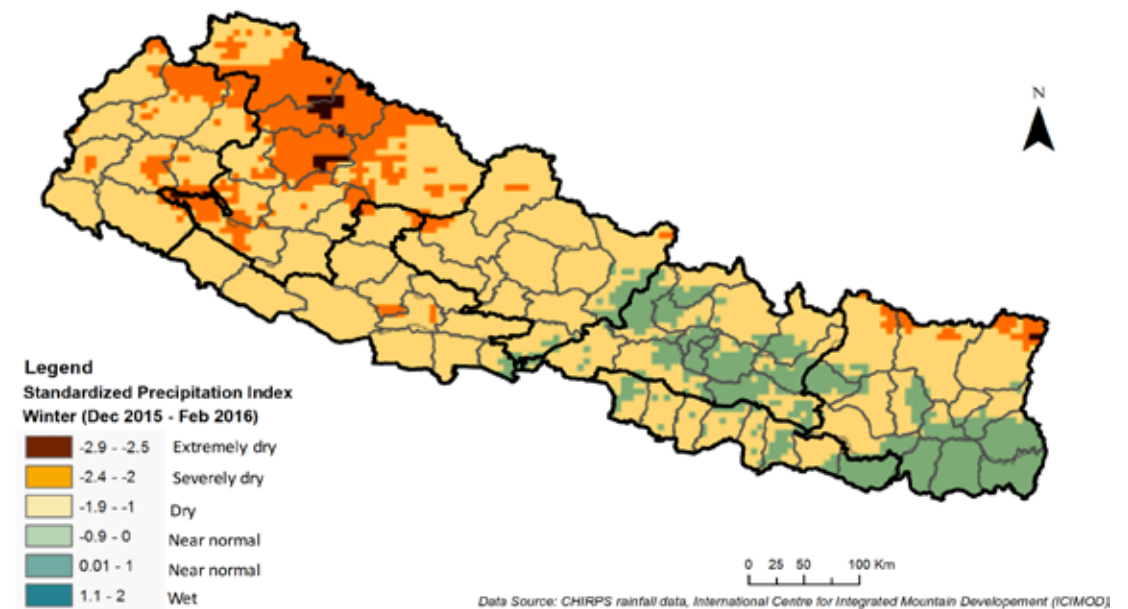 N
Legend
Standardized Precipitation Index
Winter (Dec 2015 - Feb 2016)
-2.9 - -2.5 Extremely dry
-2.4 - -2 Severely dry
-1.9 - -1 Dry
-0.9 - 0 Near normal
0.01 - 1 Near normal
1.1 - 2 Wet
0 25 50 100 Km
Data Source: CHIRPS rainfall data, International Centre for Integrated Mountain Developement (ICIMOD)